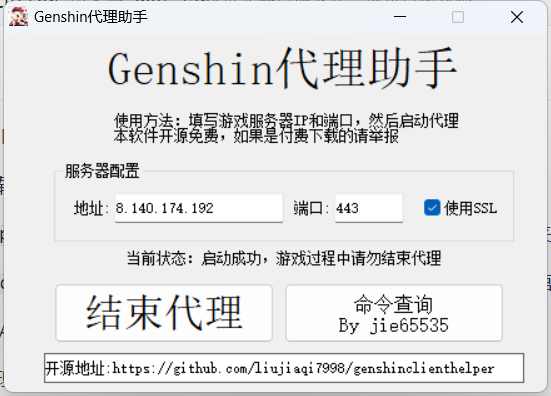 Genshin代理助手
Genshin代理助手
使用方法：填写游戏服务器IP和端口，然后启动代理
本软件开源免费，如果是付费下载的请举报
服务器配置
地址: 8.140.174.192 端口: 443 使用SSL
当前状态：启动成功，游戏过程中请勿结束代理
结束代理
命令查询
By jie65535
开源地址:https://github.com/liujiaqi7998/genshinclienthelper